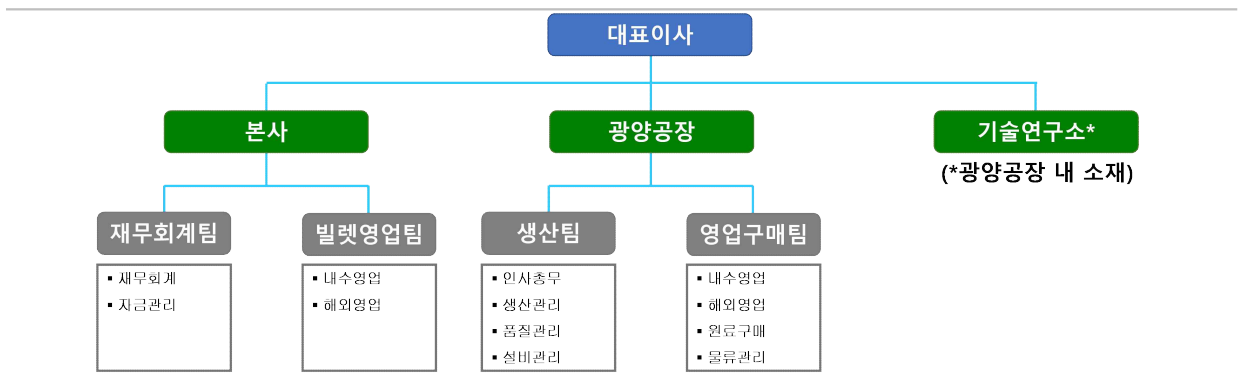 대표이사
본사
광양공장
기술연구소*
(*광양공장 내 소재)
재무회계팀
▪ 재무회계
▪ 자금관리
빌렛영업팀
▪ 내수영업
▪ 해외영업
생산팀
▪ 인사총무
▪ 생산관리
▪ 품질관리
▪ 설비관리
영업구매팀
▪ 내수영업
▪ 해외영업
▪ 원료구매
▪ 물류관리